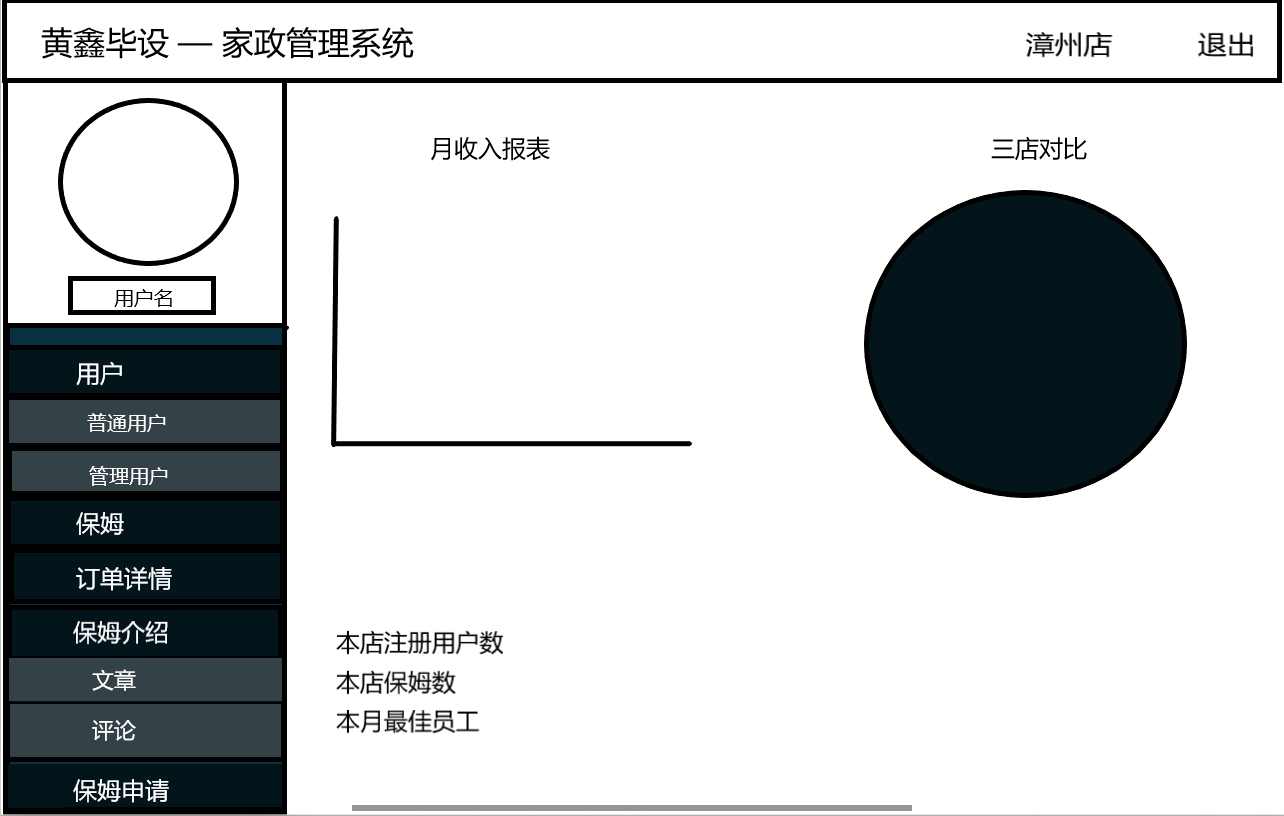 黄鑫毕设 — 家政管理系统
漳州店
退出
用户名
用户
普通用户
管理用户
保姆
订单详情
保姆介绍
文章
评论
保姆申请
月收入报表
三店对比
本店注册用户数
本店保姆数
本月最佳员工